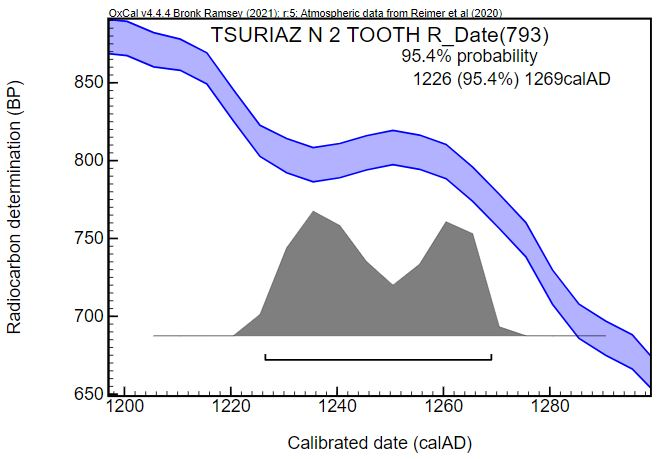 OxCal v4.4.4 Bronk Ramsey (2021); r:5; Atmospheric data from Reimer et al (2020)
TSURIAZ N 2 TOOTH R_Date(793)
95.4% probability
1226 (95.4%) 1269calAD
Radiocarbon determination (BP)
850
800
750
700
650
1200 1220 1240 1260 1280
Calibrated date (calAD)